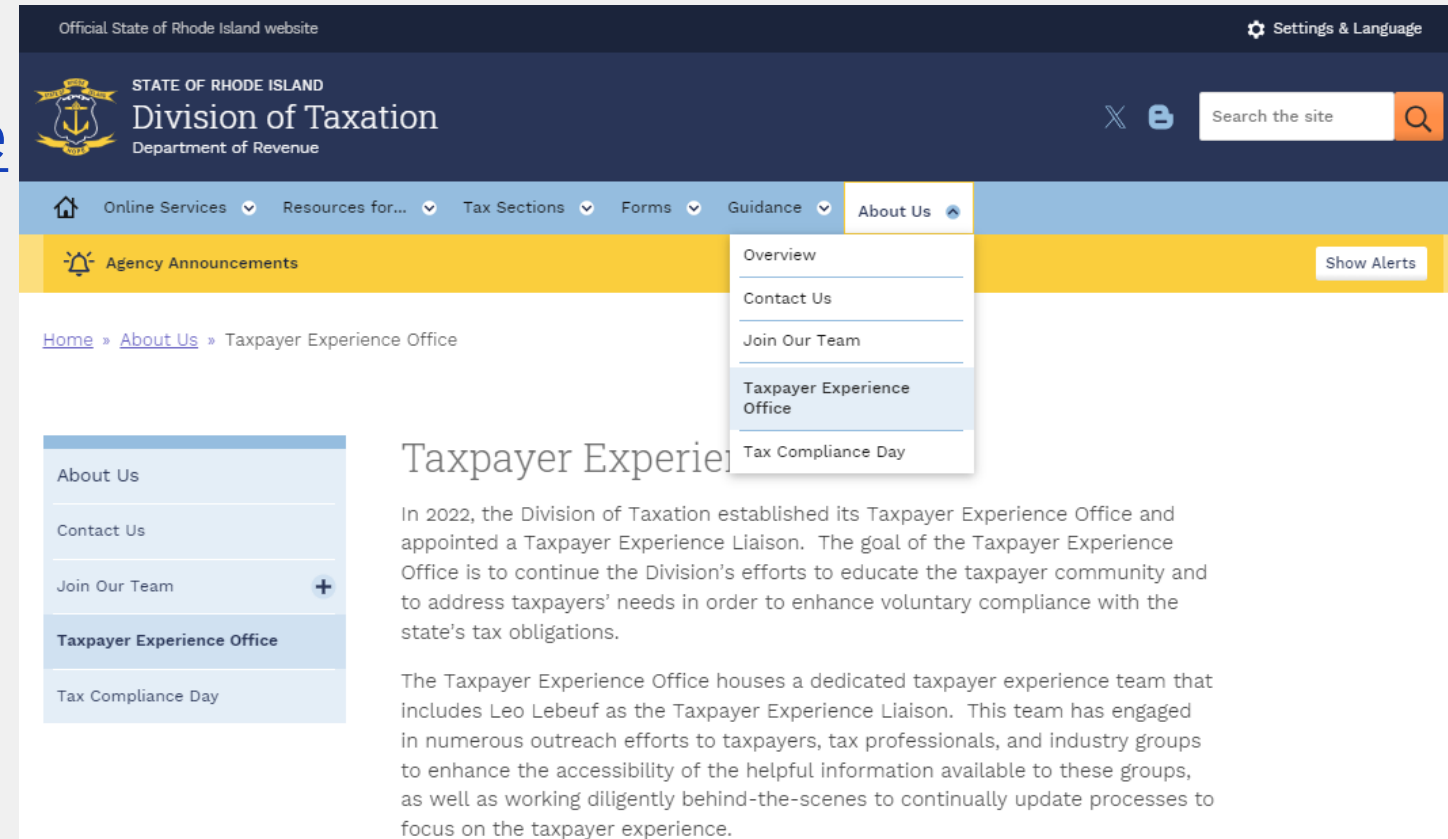 Official State of Rhode Island website
Settings & Language
STATE OF RHODE ISLAND
Division of Taxation
Department of Revenue
Search the site
Online Services
Resources for...
Tax Sections
Forms
Guidance
About Us
Agency Announcements
Show Alerts
Overview
Contact Us
Join Our Team
Taxpayer Experience
Office
Tax Compliance Day
Home » About Us » Taxpayer Experience Office
About Us
Contact Us
Join Our Team
Taxpayer Experience Office
Tax Compliance Day
Taxpayer
In 2022, the Division of Taxation established its Taxpayer Experience Office and
appointed a Taxpayer Experience Liaison. The goal of the Taxpayer Experience
Office is to continue the Division's efforts to educate the taxpayer community and
to address taxpayers' needs in order to enhance voluntary compliance with the
state's tax obligations.
The Taxpayer Experience Office houses a dedicated taxpayer experience team that
includes Leo Lebeuf as the Taxpayer Experience Liaison. This team has engaged
in numerous outreach efforts to taxpayers, tax professionals, and industry groups
to enhance the accessibility of the helpful information available to these groups,
as well as working diligently behind-the-scenes to continually update processes to
focus on the taxpayer experience.